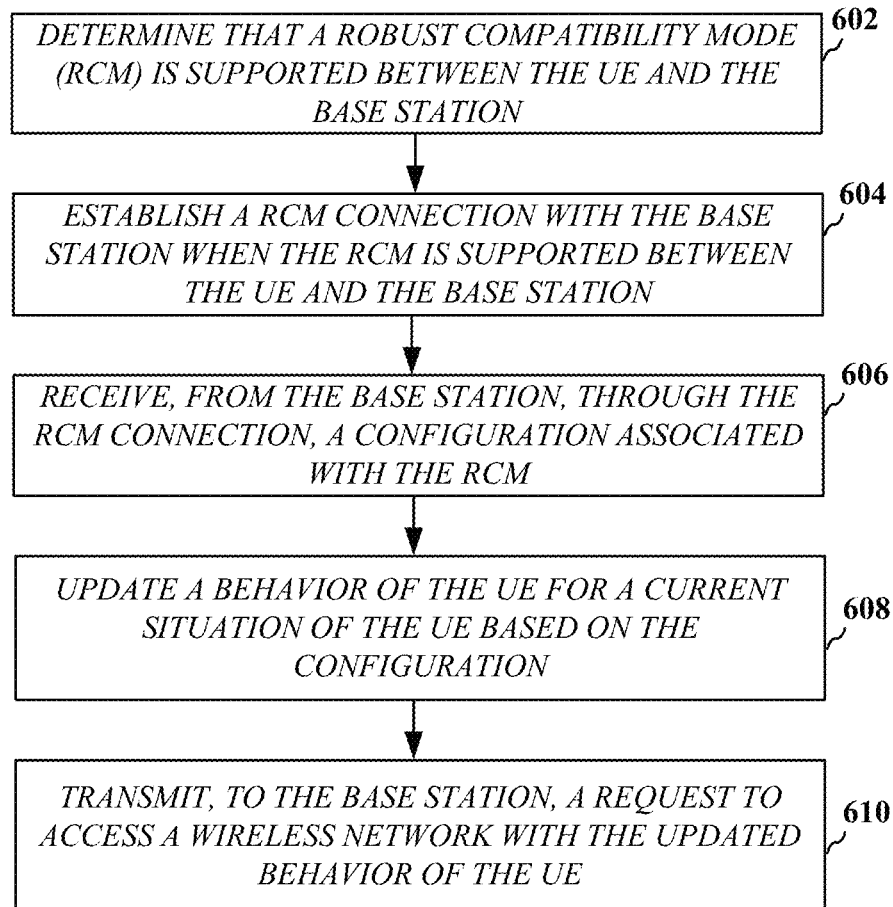 602
DETERMINE THAT A ROBUST COMPATIBILITY MODE
(RCM) IS SUPPORTED BETWEEN THE UE AND THE
BASE STATION
604
ESTABLISH A RCM CONNECTION WITH THE BASE
STATION WHEN THE RCM IS SUPPORTED BETWEEN
THE UE AND THE BASE STATION
606
RECEIVE, FROM THE BASE STATION, THROUGH THE
RCM CONNECTION, A CONFIGURATION ASSOCIATED
WITH THE RCM
608
UPDATE A BEHAVIOR OF THE UE FOR A CURRENT
SITUATION OF THE UE BASED ON THE
CONFIGURATION
610
TRANSMIT, TO THE BASE STATION, A REQUEST TO
ACCESS A WIRELESS NETWORK WITH THE UPDATED
BEHAVIOR OF THE UE